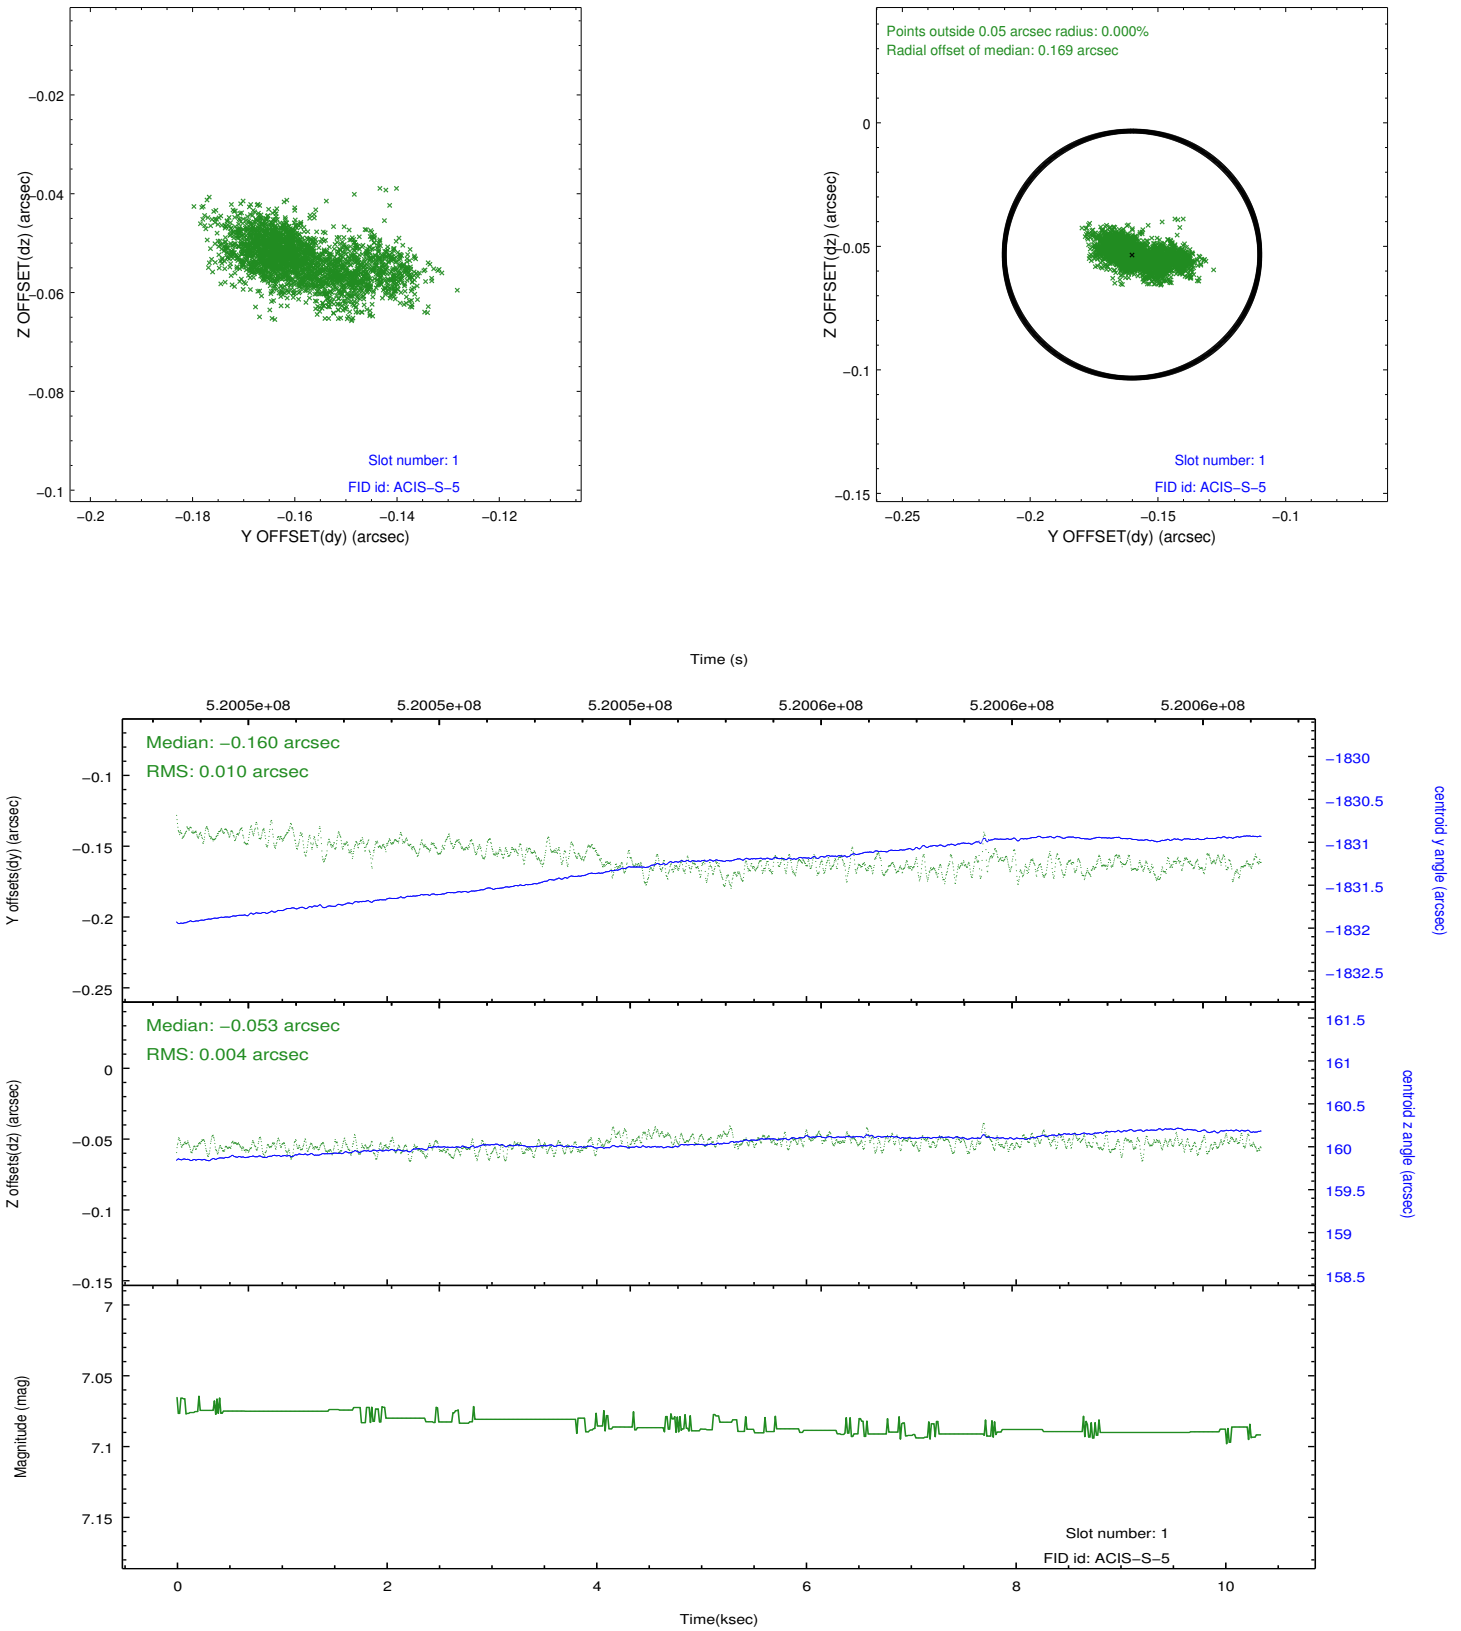 −0.02
−0.04
−0.06
−0.08
−0.1
Z OFFSET(dz) (arcsec)
Slot number: 1
FID id: ACIS−S−5
−0.2
−0.18
−0.16
−0.14
−0.12
Y OFFSET(dy) (arcsec)
Points outside 0.05 arcsec radius: 0.000%
Radial offset of median: 0.169 arcsec
0
−0.05
−0.1
−0.15
Z OFFSET(dz) (arcsec)
Slot number: 1
FID id: ACIS−S−5
−0.25
−0.2
−0.15
−0.1
Y OFFSET(dy) (arcsec)
Time (s)
5.2005e+08
5.2005e+08
5.2005e+08
5.2006e+08
5.2006e+08
5.2006e+08
Median: −0.160 arcsec
RMS: 0.010 arcsec
−0.1
−0.15
−0.2
−0.25
Y offsets(dy) (arcsec)
−1830
−1830.5
−1831
−1831.5
−1832
−1832.5
centroid y angle (arcsec)
Median: −0.053 arcsec
RMS: 0.004 arcsec
0
−0.05
−0.1
−0.15
Z offsets(dz) (arcsec)
161.5
161
160.5
160
159.5
159
158.5
centroid z angle (arcsec)
7
7.05
7.1
7.15
Magnitude (mag)
Slot number: 1
FID id: ACIS−S−5
0
2
4
6
8
10
Time(ksec)